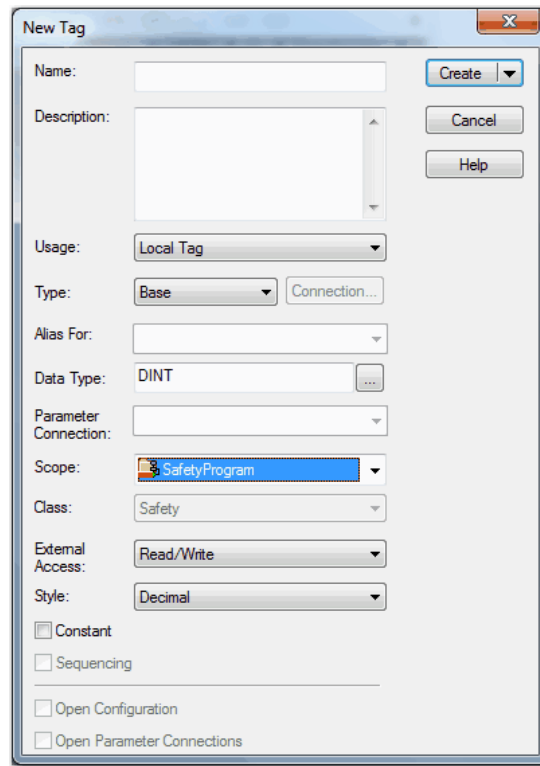 New Tag
Name:
Create
Description:
Cancel
Help
Usage: Local Tag
Type: Base Connection...
Alias For:
Data Type: DINT ...
Parameter
Connection:
Scope: SafetyProgram
Class: Safety
External
Access: Read/Write
Style: Decimal
Constant
Sequencing
Open Configuration
Open Parameter Connections